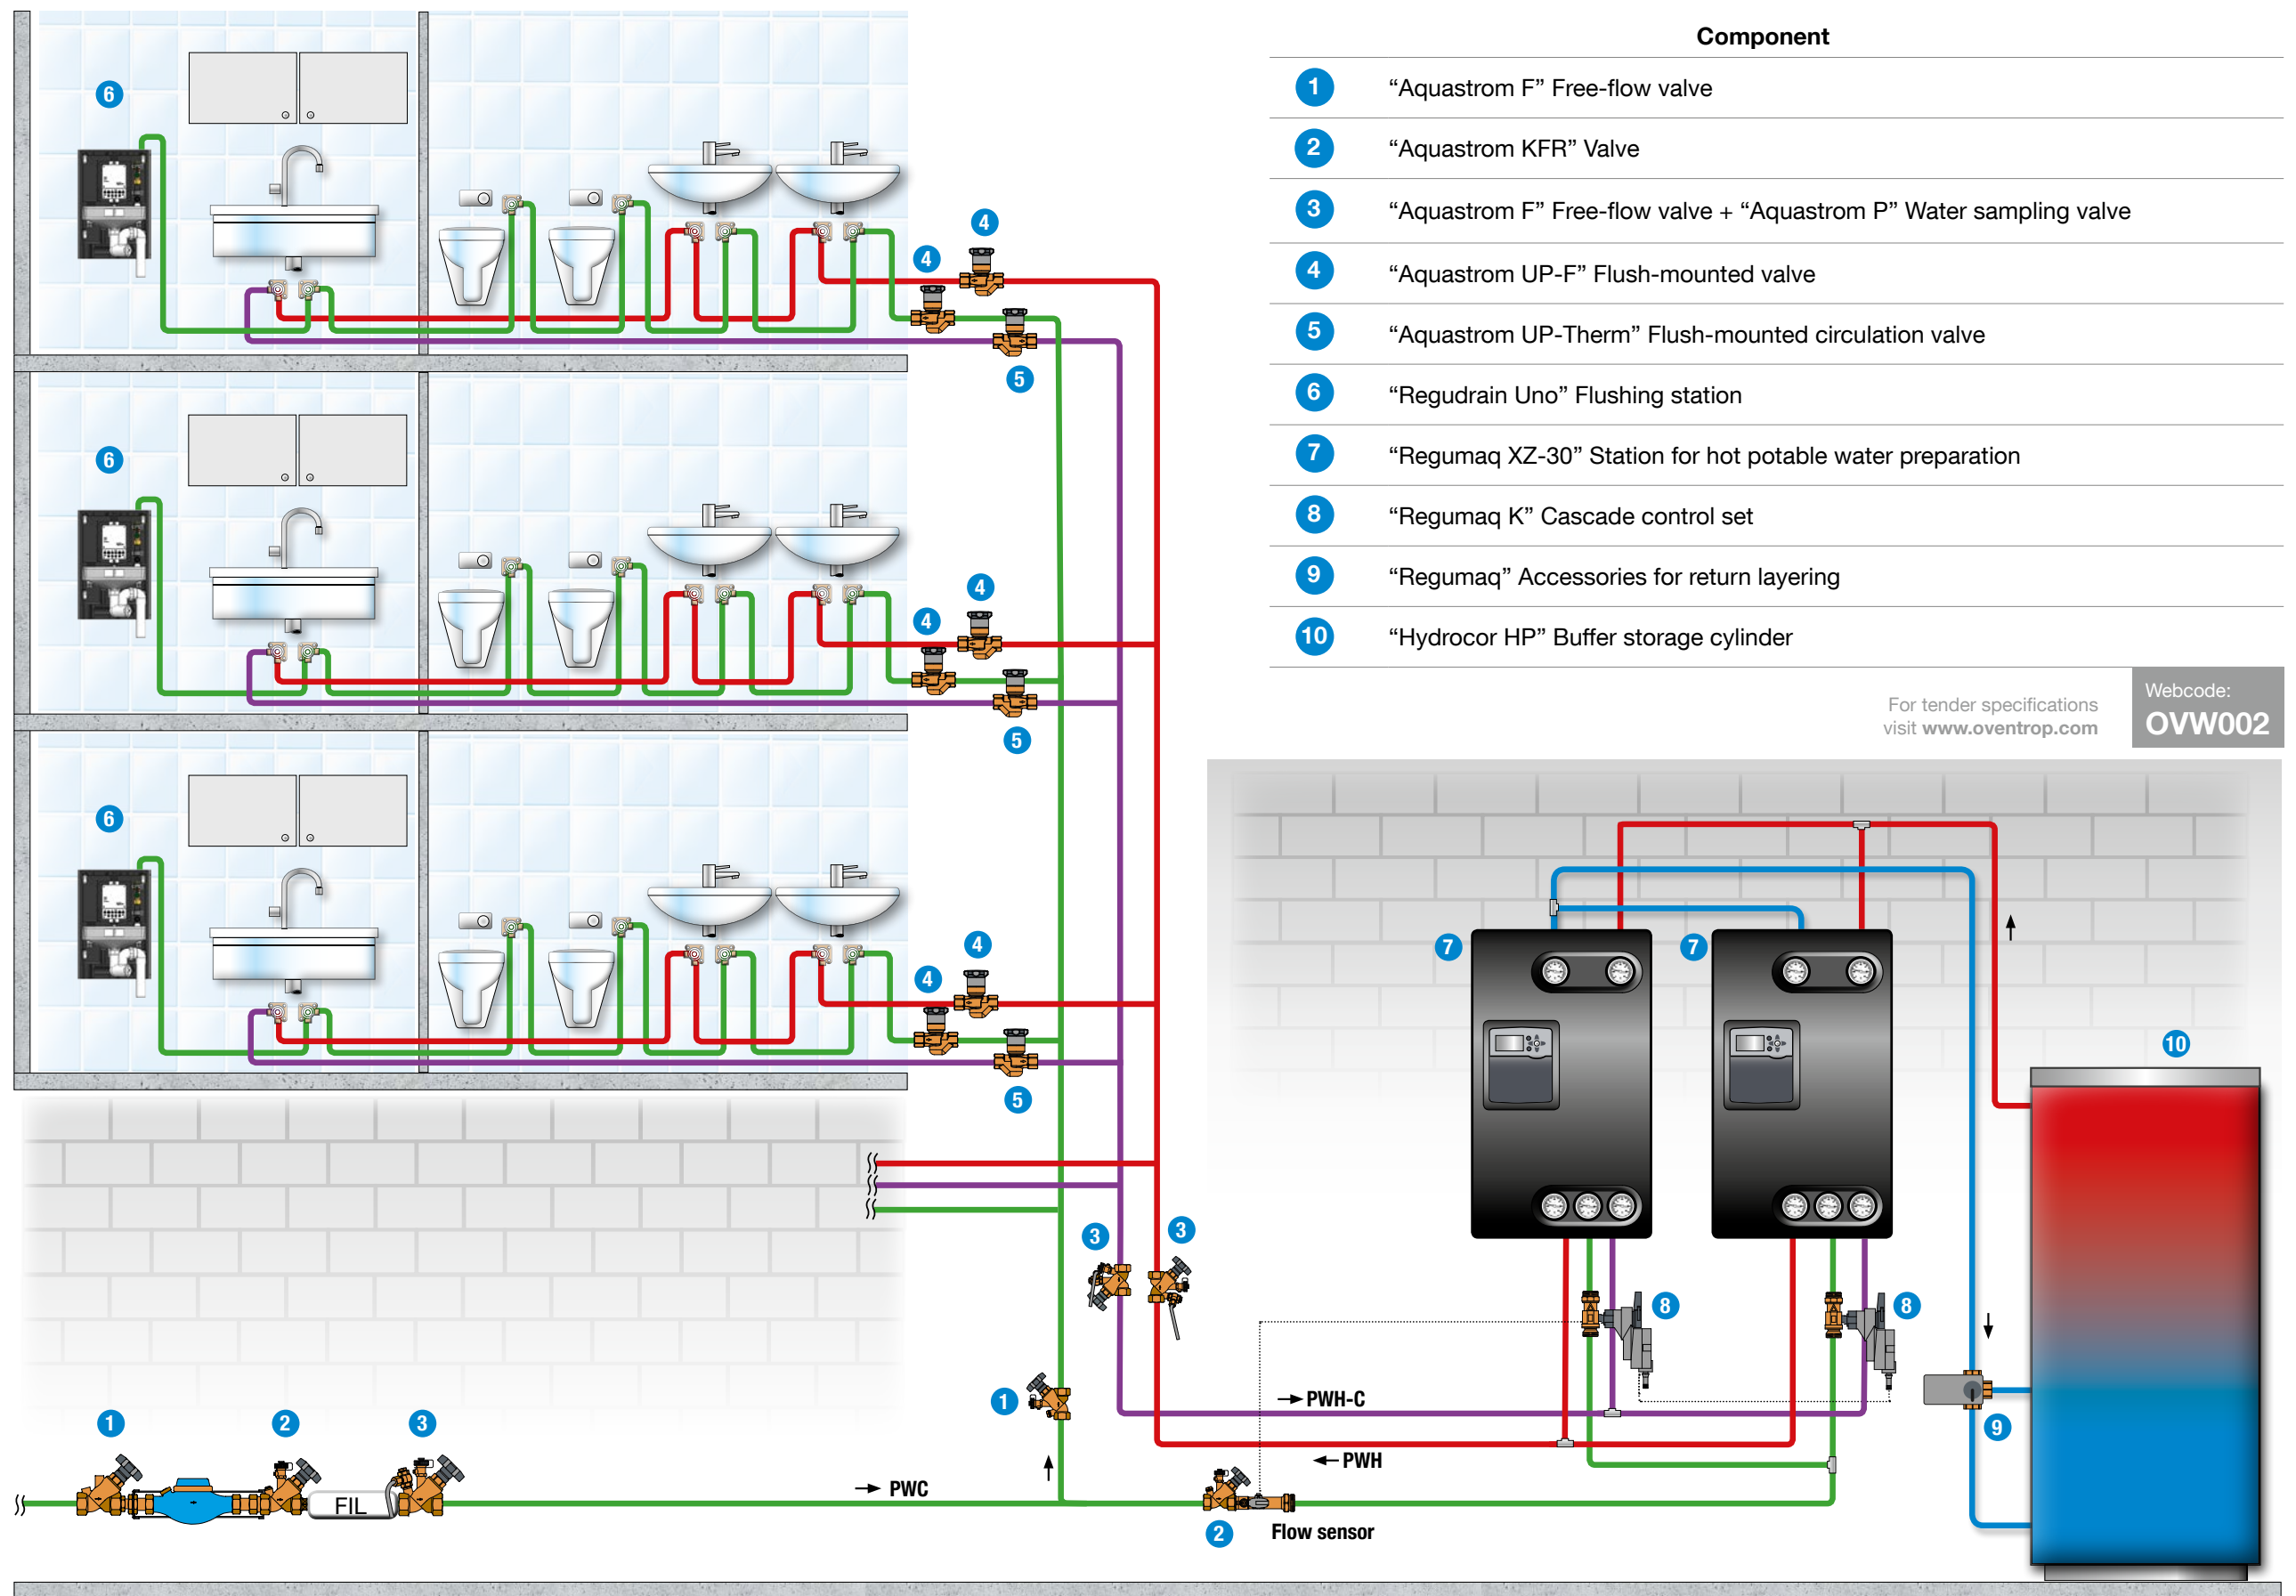 Component
1 “Aquastrom F” Free-flow valve
2 “Aquastrom KFR” Valve
3 “Aquastrom F” Free-flow valve + “Aquastrom P” Water sampling valve
4 “Aquastrom UP-F” Flush-mounted valve
5 “Aquastrom UP-Therm” Flush-mounted circulation valve
6 “Regudrain Uno” Flushing station
7 “Regumaq XZ-30” Station for hot potable water preparation
8 “Regumaq K” Cascade control set
9 “Regumaq” Accessories for return layering
10 “Hydrocor HP” Buffer storage cylinder
For tender specifications
visit www.oventrop.com
Webcode:
OVW002
6
4
4
5
6
4
4
5
6
4
4
5
7
7
10
3
3
8
8
1
PWH-C
9
PWH
1
2
3
FIL
PWC
2
Flow sensor